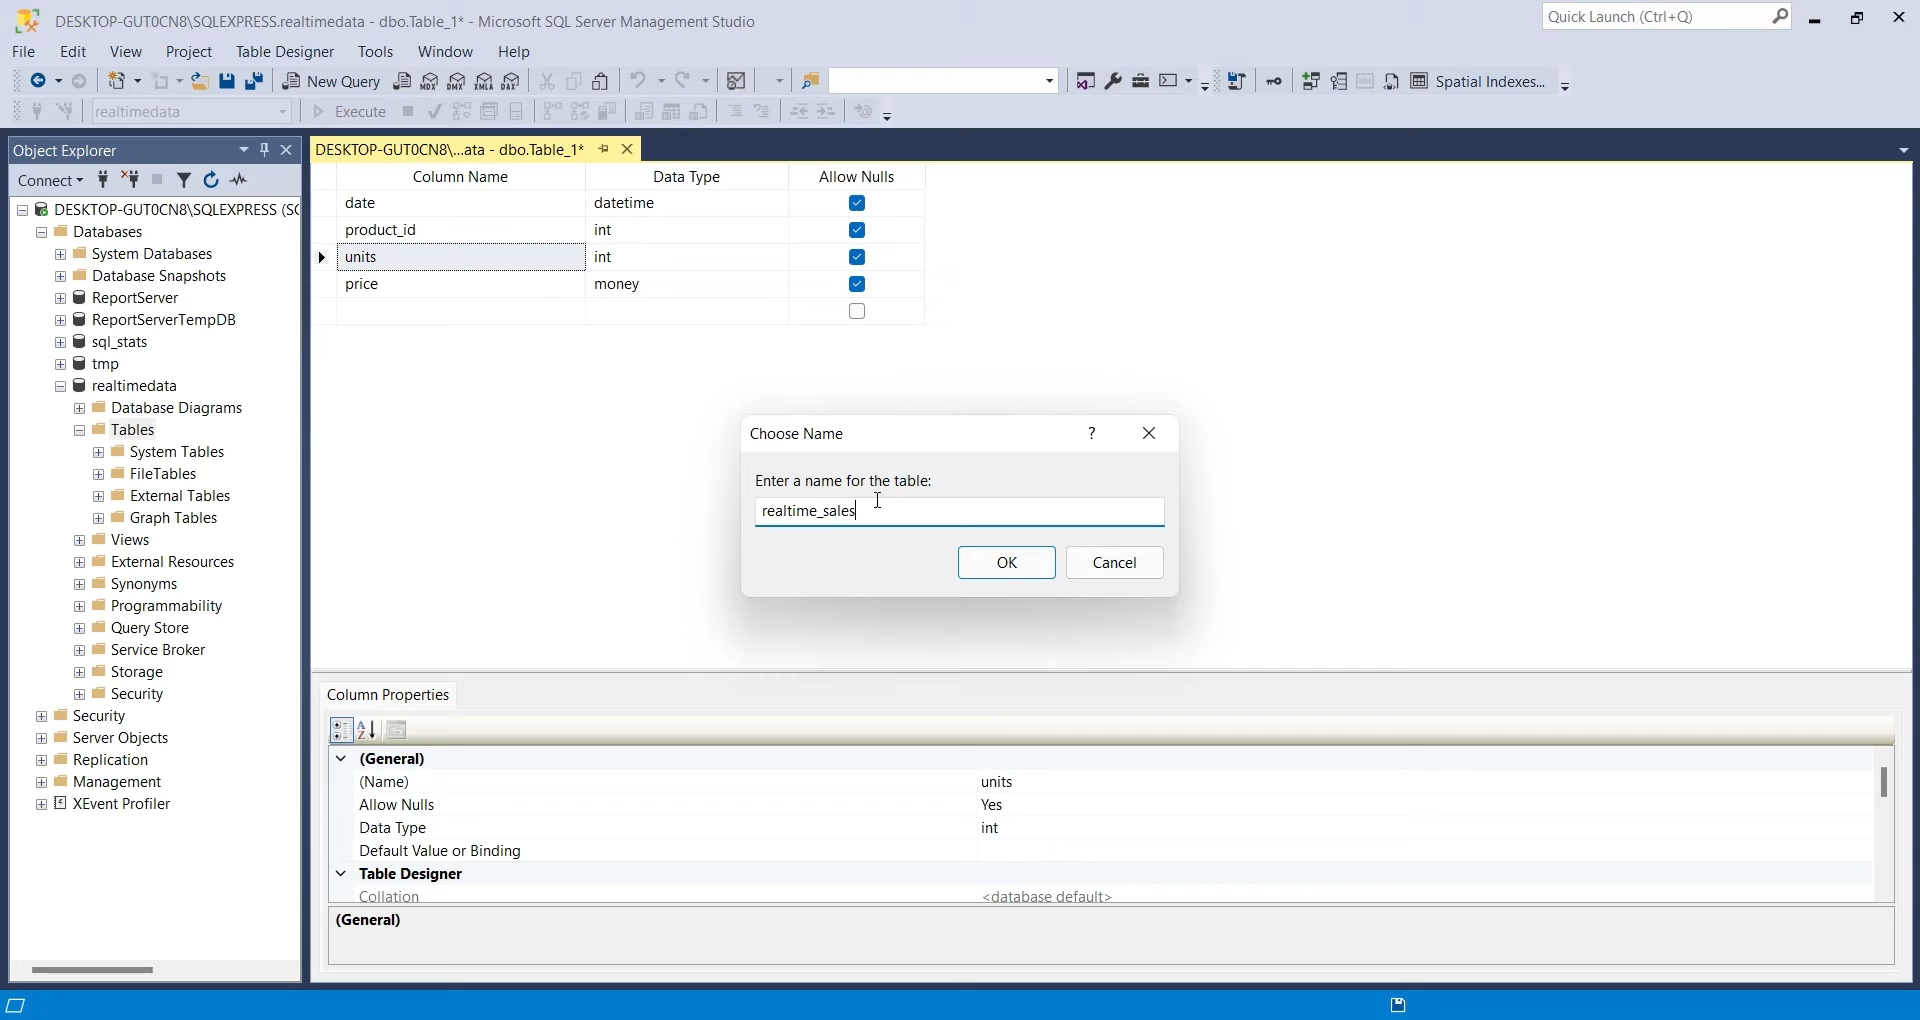 DESKTOP-GUT0CN8\SQLEXPRESS.realtimedata - dbo.Table_1* - Microsoft SQL Server Management Studio
Quick Launch (Ctrl+Q)
File Edit View Project Table Designer Tools Window Help
New Query MDX DMX XMLA DAX
Spatial Indexes...
realtimedata Execute
Object Explorer
Connect
DESKTOP-GUT0CN8\SQLEXPRESS (SQ
Databases
System Databases
Database Snapshots
ReportServer
ReportServerTempDB
sql_stats
tmp
realtimedata
Database Diagrams
Tables
System Tables
FileTables
External Tables
Graph Tables
Views
External Resources
Synonyms
Programmability
Query Store
Service Broker
Storage
Security
Security
Server Objects
Replication
Management
XEvent Profiler
DESKTOP-GUT0CN8\...ata - dbo.Table_1*
Column Name Data Type Allow Nulls
date datetime
product_id int
units int
price money
Choose Name ?
Enter a name for the table:
realtime_sales
OK Cancel
Column Properties
(General)
(Name) units
Allow Nulls Yes
Data Type int
Default Value or Binding
Table Designer
Collation <database default>
(General)